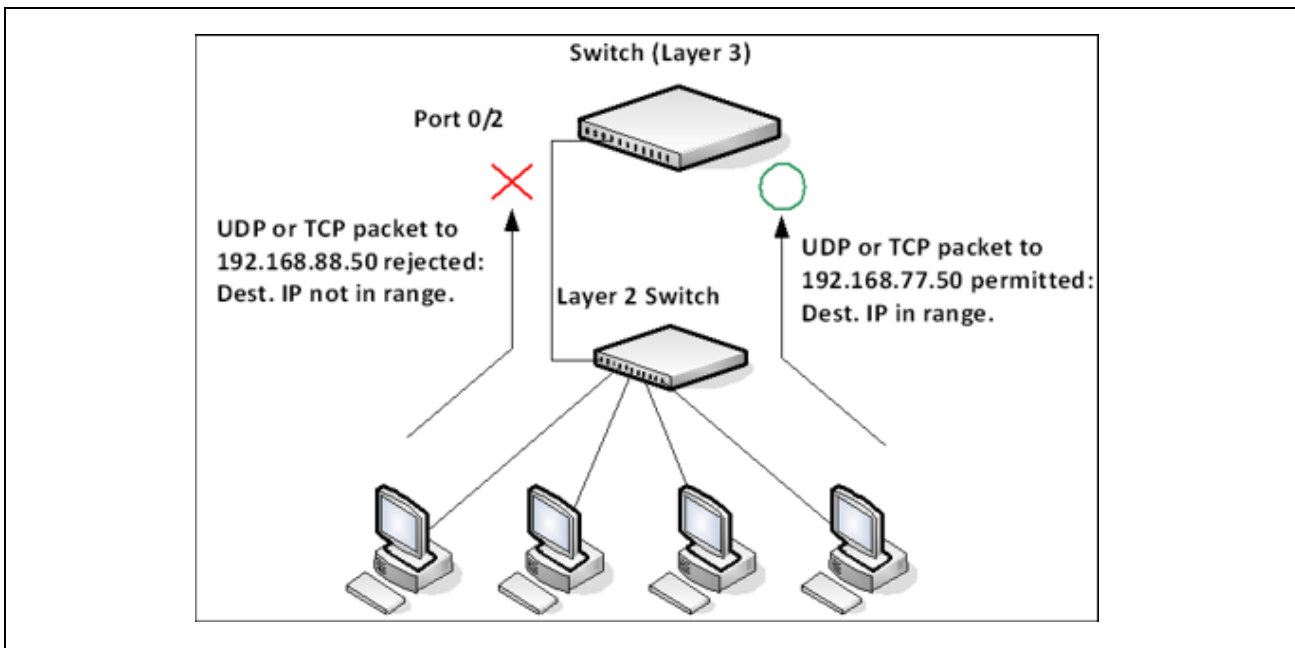 Switch (Layer 3)
Port 0/2
UDP or TCP packet to
192.168.88.50 rejected:
Dest. IP not in range.
UDP or TCP packet to
192.168.77.50 permitted:
Dest. IP in range.
Layer 2 Switch